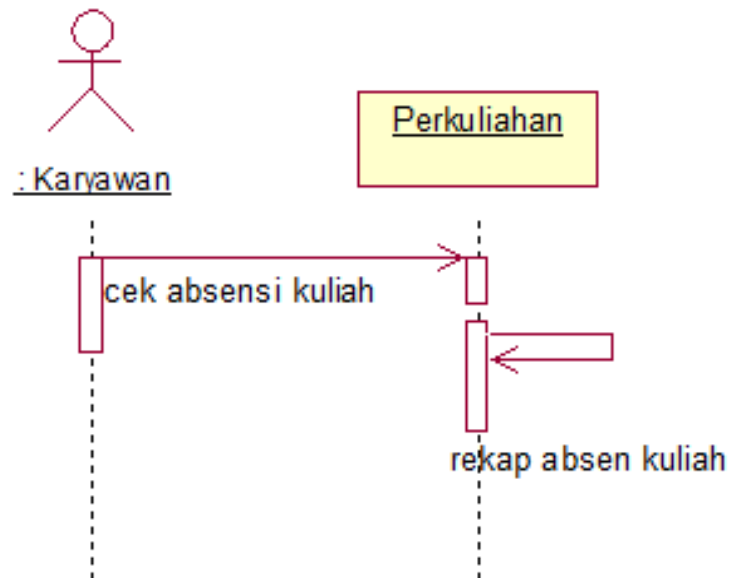 Perkuliahan
: Karyawan
cek absensi kuliah
rekap absen kuliah